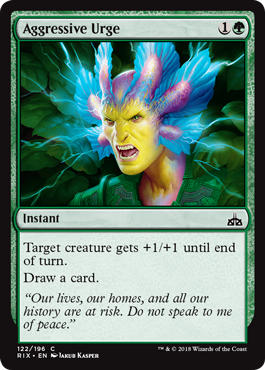 Aggressive Urge 1
Instant
Target creature gets +1/+1 until end
of turn.
Draw a card.
“Our lives, our homes, and all our
history are at risk. Do not speak to me
of peace.”
122/196 C
RIX • EN Jakub Kasper
™ & © 2018 Wizards of the Coast